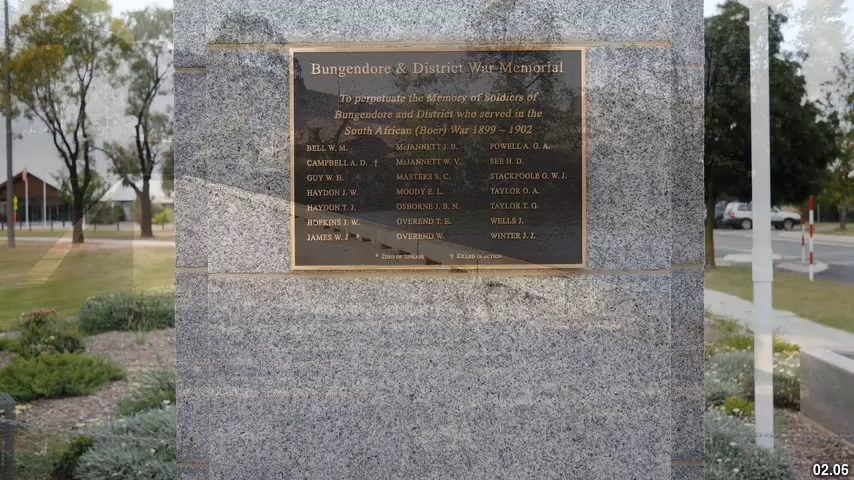 Bungendore & District War Memorial
To perpetuate the Memory of Soldiers of
Bungendore and District who served in the
South African (Boer) War 1899 – 1902
BELL W. M. McJANNETT J. B. POWELL A. G. A.
CAMPBELL A. D. † McJANNETT W. V. SEE H. D.
GUY W. H. MASTERS S. C. STACKPOOLE G. W. J.
HAYDON J. W. MOODY E. L. TAYLOR O. A.
HAYDON T. J. OSBORNE J. B. N. TAYLOR T. G.
HOPKINS J. W. OVEREND T. E. WELLS J.
JAMES W. J * OVEREND W. WINTER J. J.
* DIED OF DISEASE † KILLED IN ACTION
02.05